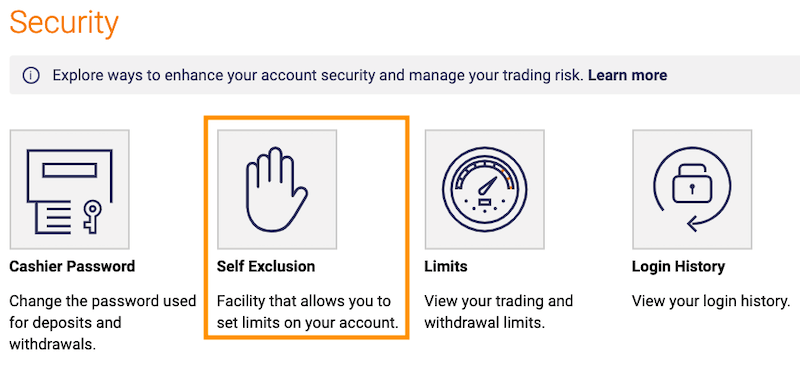 Security
Explore ways to enhance your account security and manage your trading risk. Learn more
Cashier Password
Change the password used
for deposits and
withdrawals.
Self Exclusion
Facility that allows you to
set limits on your account.
Limits
View your trading and
withdrawal limits.
Login History
View your login history.